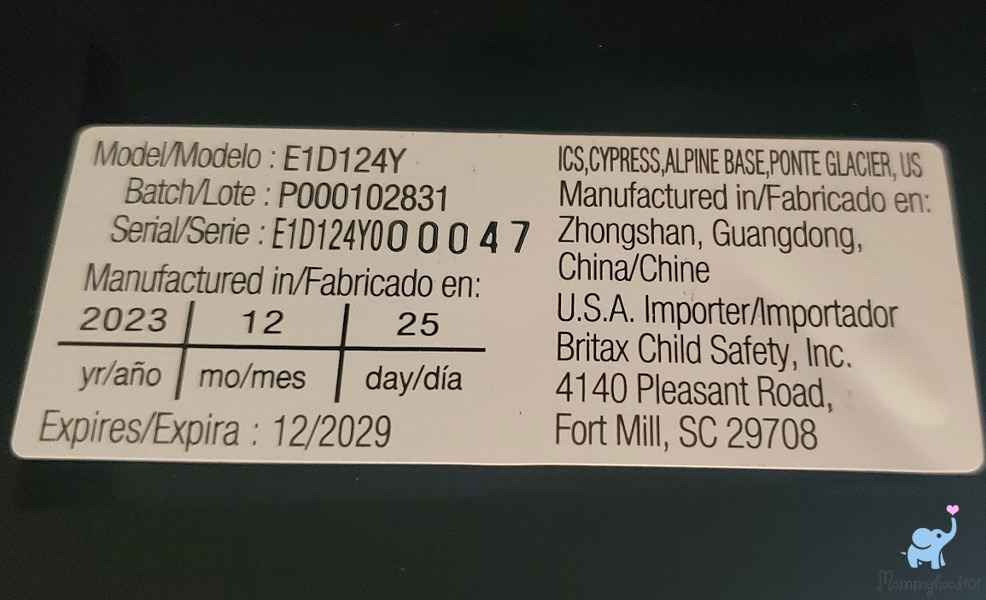 Model/Modelo : E1D124Y
Batch/Lote : P000102831
Serial/Serie : E1D124Y0000047
Manufactured in/Fabricado en:
2023 | 12 | 25
yr/año | mo/mes | day/día
Expires/Expira : 12/2029
ICS,CYPRESS,ALPINE BASE,PONTE GLACIER, US
Manufactured in/Fabricado en:
Zhongshan, Guangdong,
China/Chine
U.S.A. Importer/Importador
Britax Child Safety, Inc.
4140 Pleasant Road,
Fort Mill, SC 29708
Mommyhood101